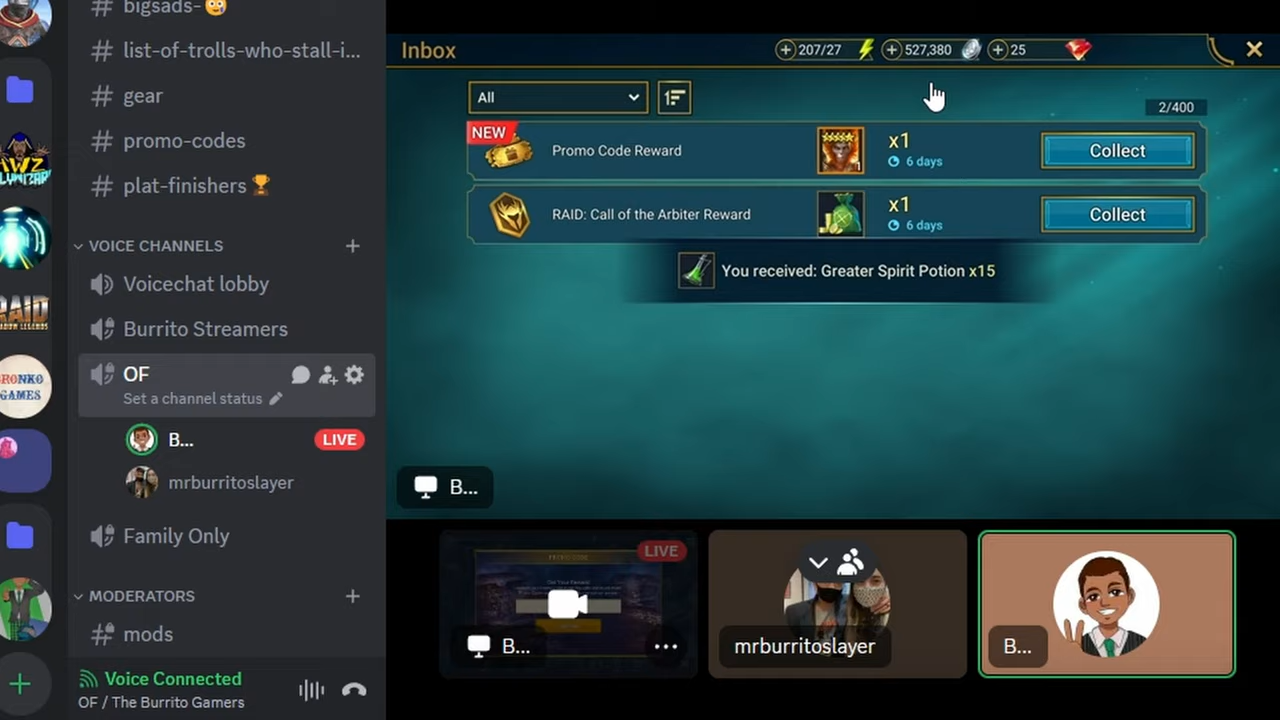 # bigsads-
# list-of-trolls-who-stall-i...
# gear
# promo-codes
# plat-finishers
VOICE CHANNELS
Voicechat lobby
Burrito Streamers
OF
Set a channel status
B... LIVE
mrburritoslayer
Family Only
MODERATORS
# mods
Voice Connected
OF / The Burrito Gamers
RAID
GAMES
Inbox
207/27
527,380
25
All
2/400
NEW
Promo Code Reward
x1
6 days
Collect
RAID: Call of the Arbiter Reward
x1
6 days
Collect
You received: Greater Spirit Potion x15
B...
LIVE
B...
mrburritoslayer
B...